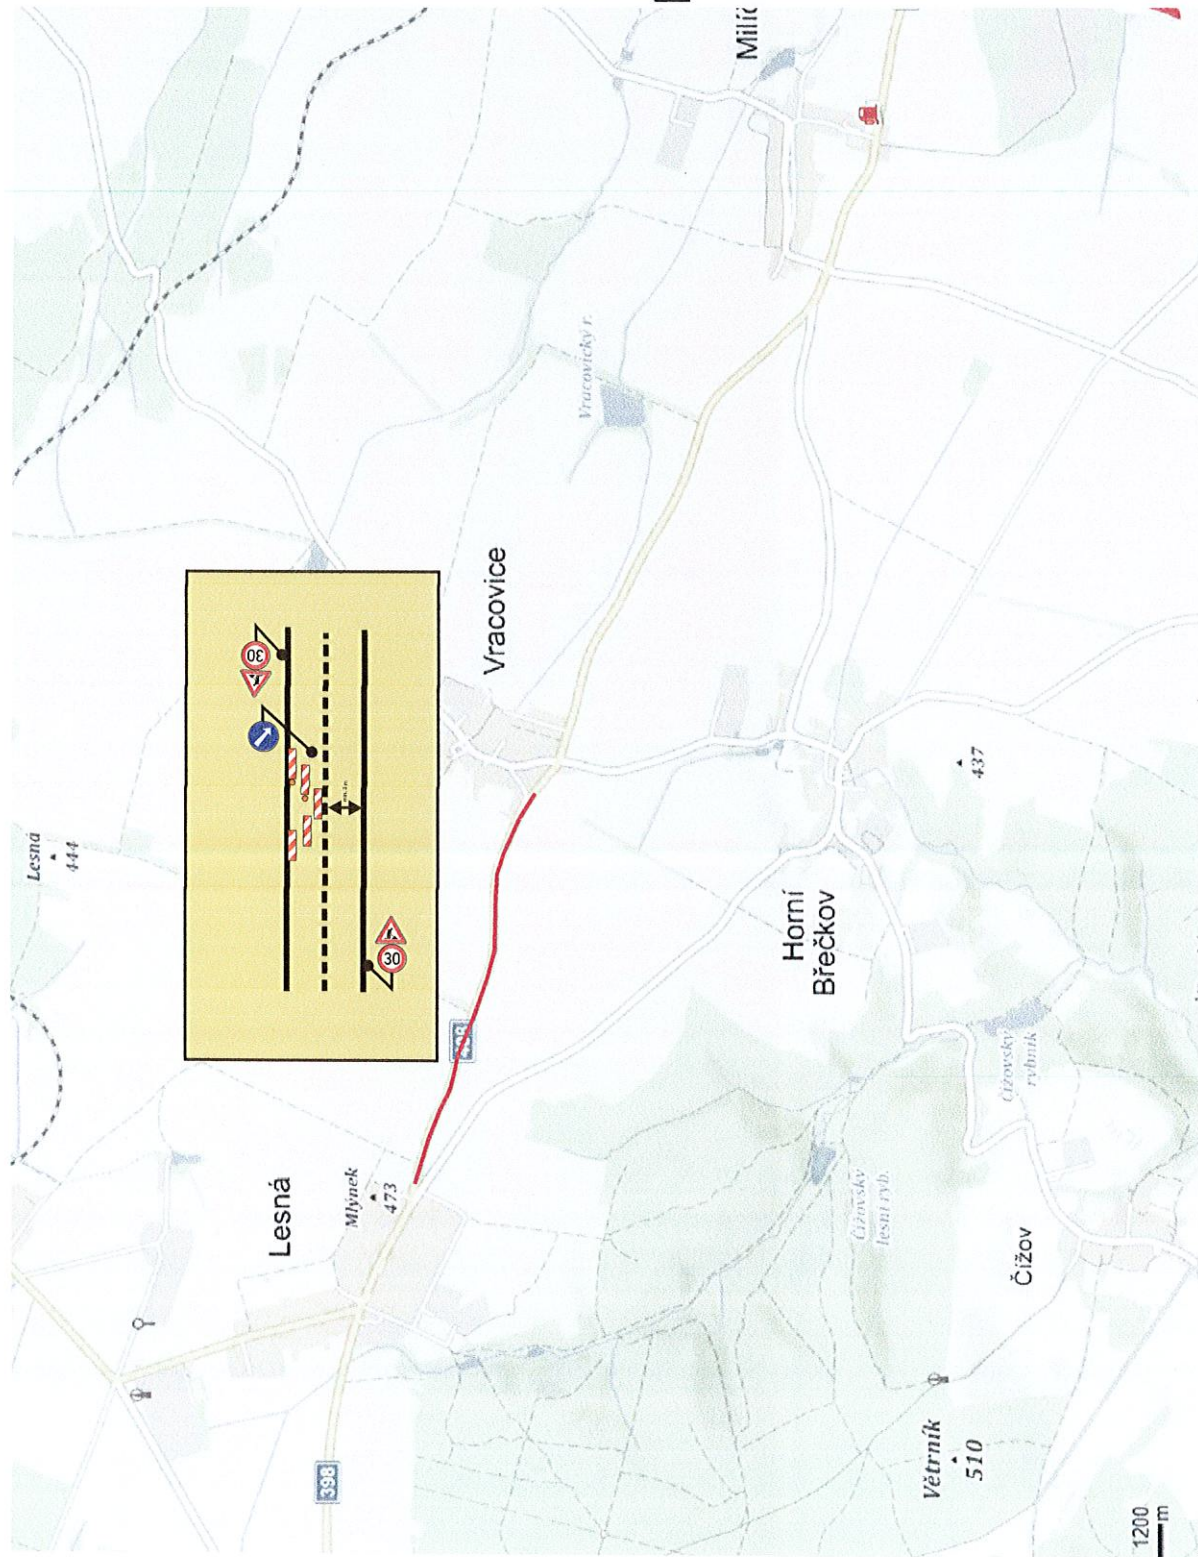 Milíč
Vracovický r.
Vracovice
Lesná
444
30
30
437
Horní
Břečkov
398
Čížovský
rybník
Lesná
Mlýnek
473
Čížovský
lesní ryb.
Čížov
Větrník
510
398
1200
m